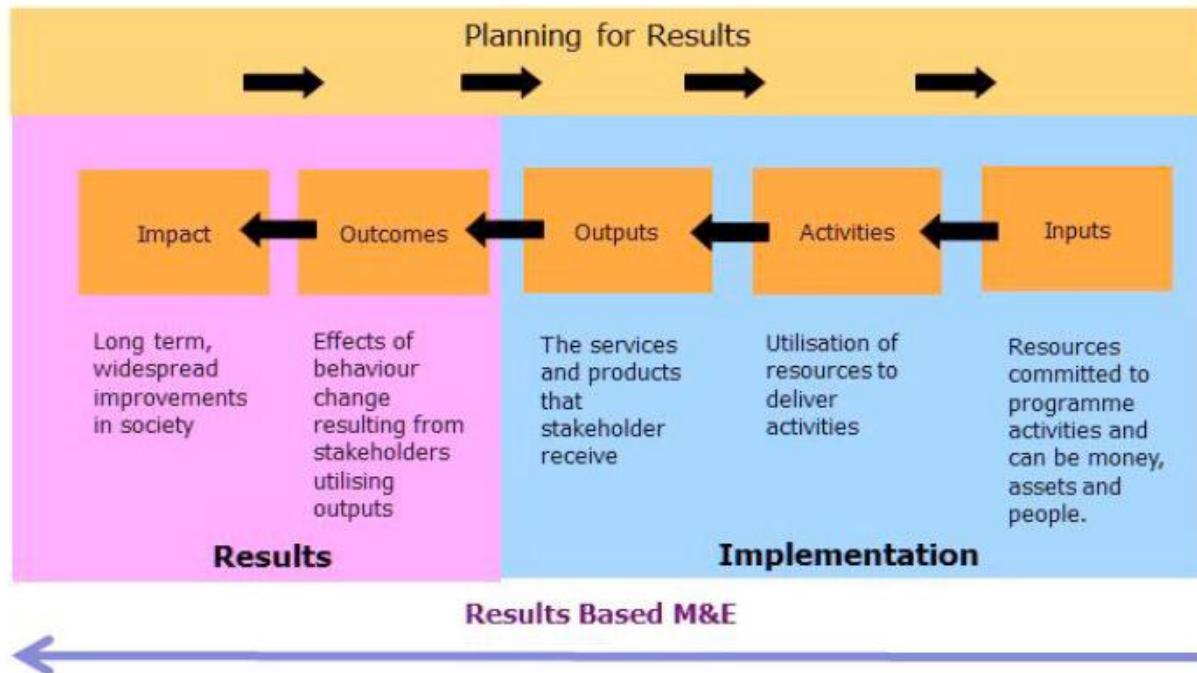 Planning for Results
Impact
Outcomes
Outputs
Activities
Inputs
Long term,
widespread
improvements
in society
Effects of
behaviour
change
resulting from
stakeholders
utilising
outputs
The services
and products
that
stakeholder
receive
Utilisation of
resources to
deliver
activities
Resources
committed to
programme
activities and
can be money,
assets and
people.
Results
Implementation
Results Based M&E